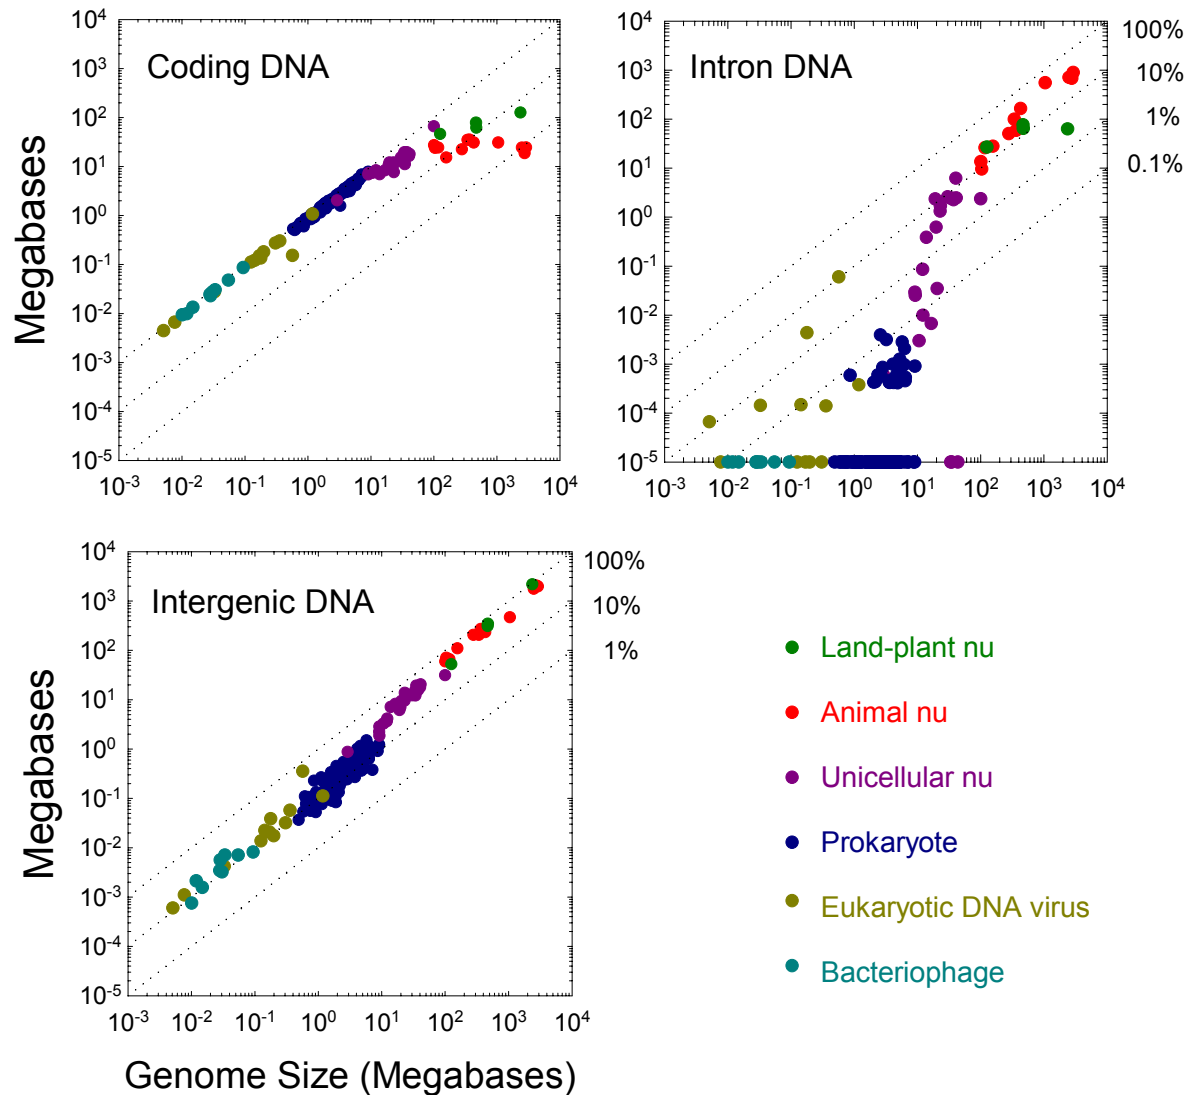 Coding DNA
Megabases
10^4
10^3
10^2
10^1
10^0
10^-1
10^-2
10^-3
10^-4
10^-5
10^-3 10^-2 10^-1 10^0 10^1 10^2 10^3 10^4
Intron DNA
10^4
10^3
10^2
10^1
10^0
10^-1
10^-2
10^-3
10^-4
10^-5
10^-3 10^-2 10^-1 10^0 10^1 10^2 10^3 10^4
100%
10%
1%
0.1%
Intergenic DNA
Megabases
10^4
10^3
10^2
10^1
10^0
10^-1
10^-2
10^-3
10^-4
10^-5
10^-3 10^-2 10^-1 10^0 10^1 10^2 10^3 10^4
100%
10%
1%
Genome Size (Megabases)
Land-plant nu
Animal nu
Unicellular nu
Prokaryote
Eukaryotic DNA virus
Bacteriophage